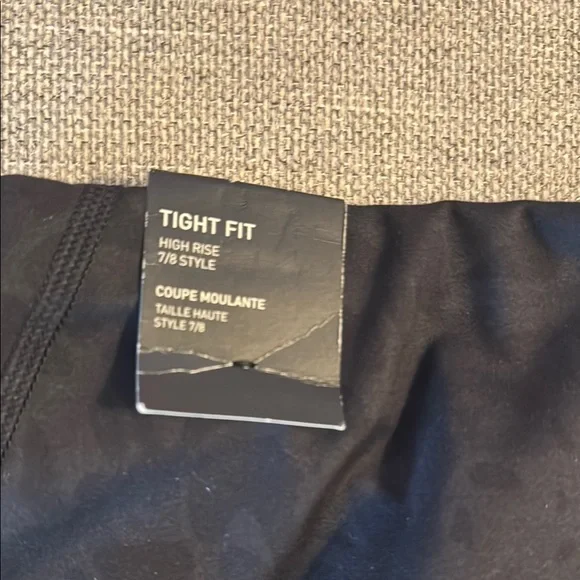 TIGHT FIT
HIGH RISE
7/8 STYLE
COUPE MOULANTE
TAILLE HAUTE
STYLE 7/8